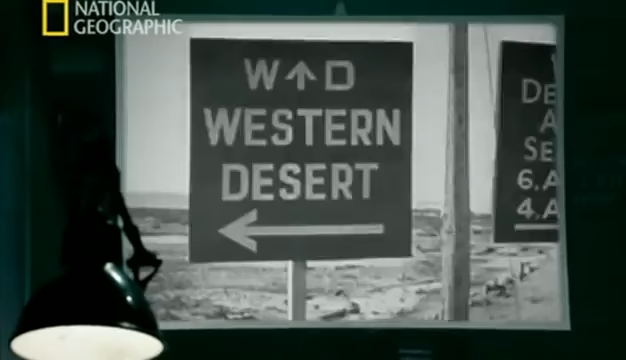 NATIONAL
GEOGRAPHIC
W↑D
WESTERN
DESERT
DE
A
SE
6.A
4.A